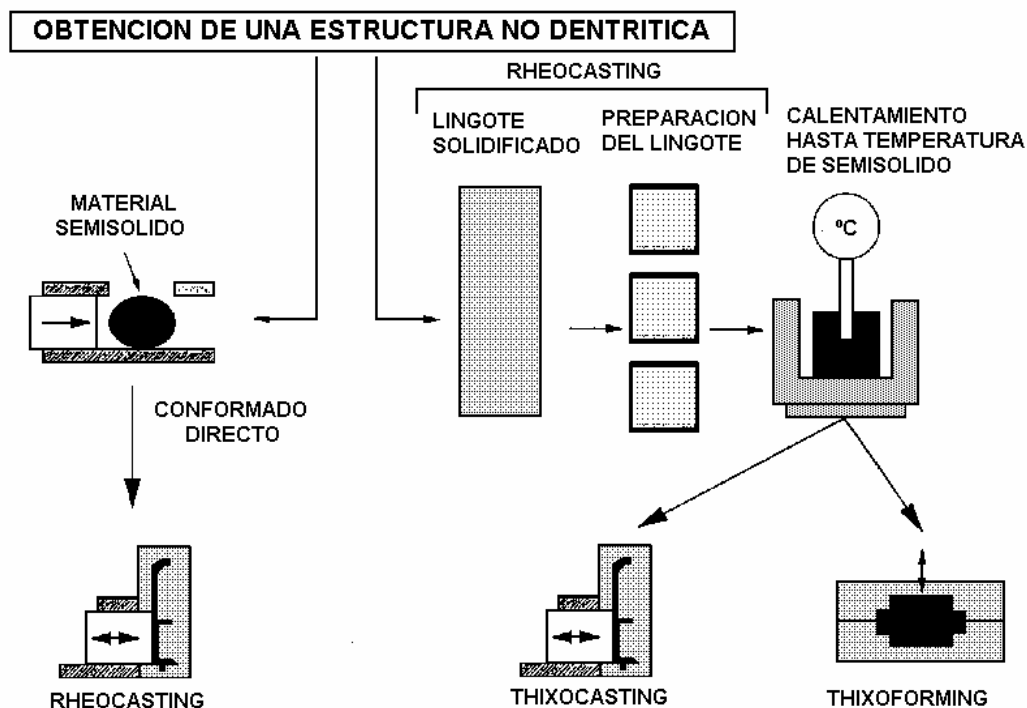 OBTENCION DE UNA ESTRUCTURA NO DENTRITICA
RHEOCASTING
LINGOTE
SOLIDIFICADO
PREPARACION
DEL LINGOTE
CALENTAMIENTO
HASTA TEMPERATURA
DE SEMISOLIDO
MATERIAL
SEMISOLIDO
ºC
CONFORMADO
DIRECTO
RHEOCASTING
THIXOCASTING
THIXOFORMING